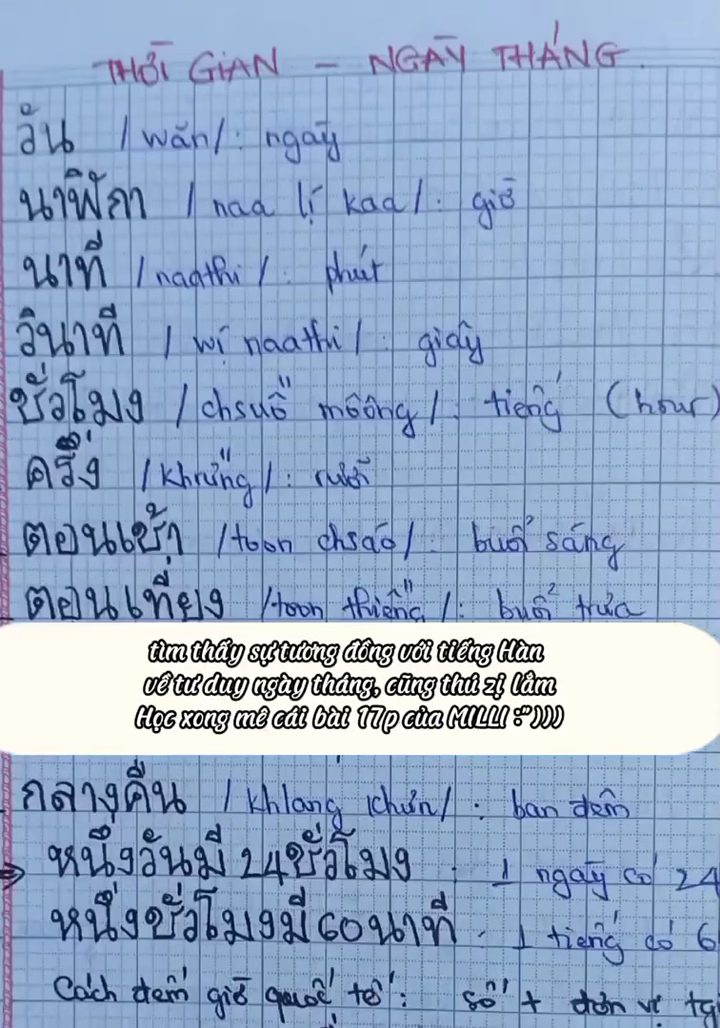 THỜI GIAN – NGÀY THÁNG
วัน /wăn/: ngày
นาฬิกา /naa lị kaa/: giờ
นาที /naathi/: phút
วินาที /wị naathi/: giây
ชั่วโมง /chsuồ môông/: tiếng (hour)
ครึ่ง /khrừng/: rưỡi
ตอนเช้า /toon chsáo/: buổi sáng
ตอนเที่ยง /toon thiềng/: buổi trưa
tìm thấy sự tương đồng với tiếng Hàn
về tư duy ngày tháng, cũng thú zị lắm
Học xong mê cái bài 17p của MILLI :")))
กลางคืน /khlang khưn/: ban đêm
⇒ หนึ่งวันมี 24 ชั่วโมง . 1 ngày có 24
หนึ่งชั่วโมงมี 60 นาที . 1 tiếng có 6
Cách đếm giờ quốc tế: số + đơn vị